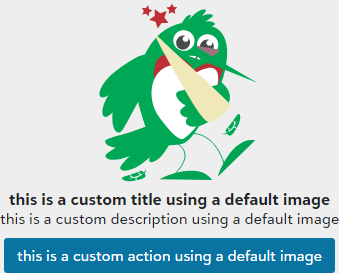 this is a custom title using a default image
this is a custom description using a default image
this is a custom action using a default image